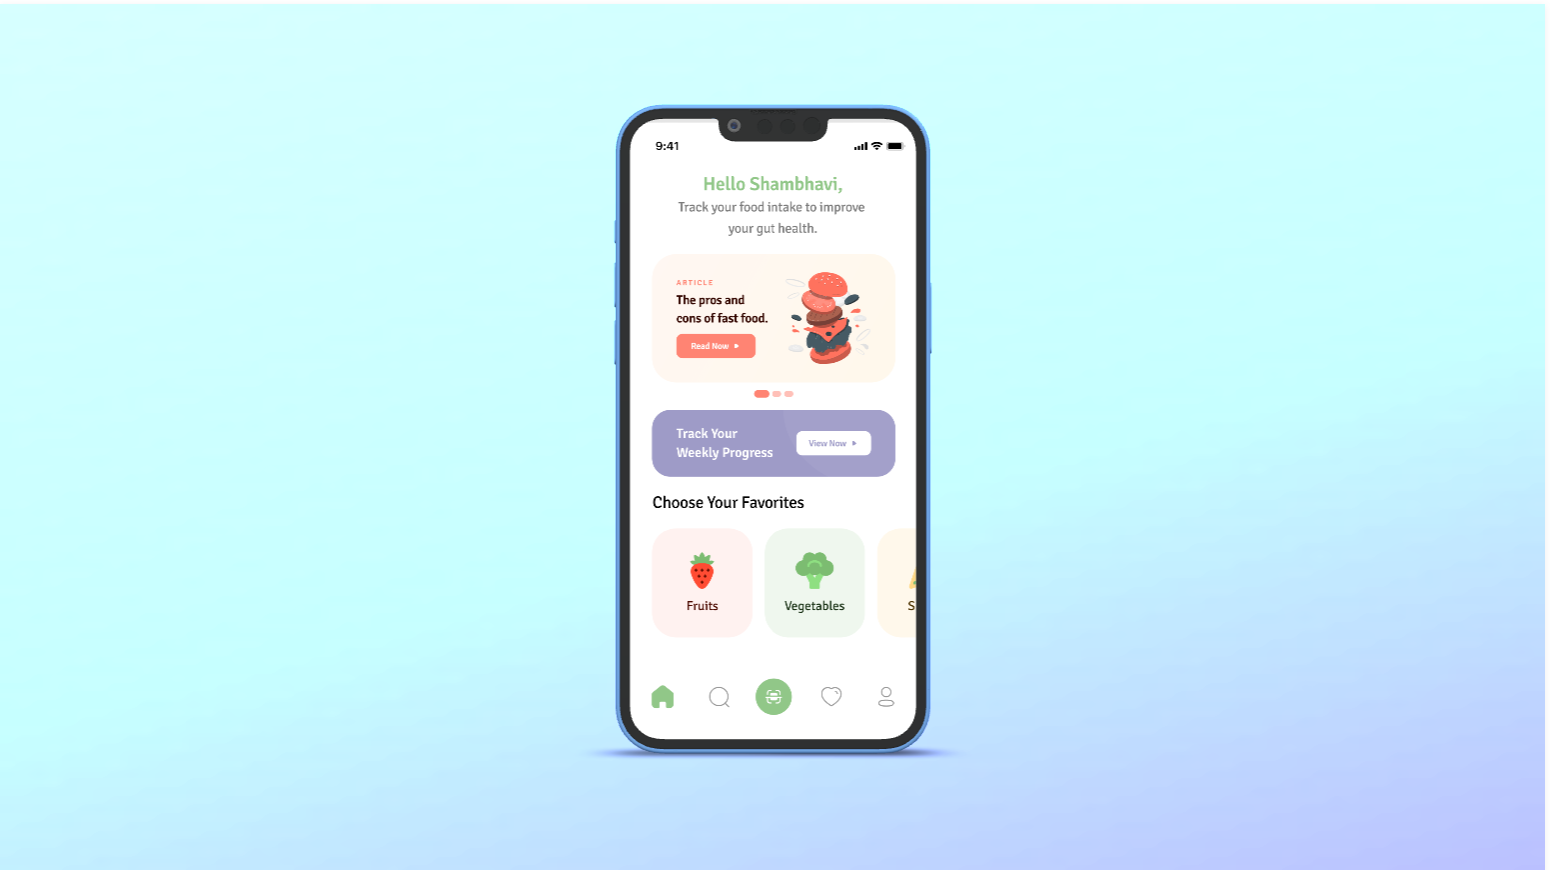 9:41
Hello Shambhavi,
Track your food intake to improve
your gut health.
ARTICLE
The pros and
cons of fast food.
Read Now
Track Your
Weekly Progress
View Now
Choose Your Favorites
Fruits
Vegetables
S